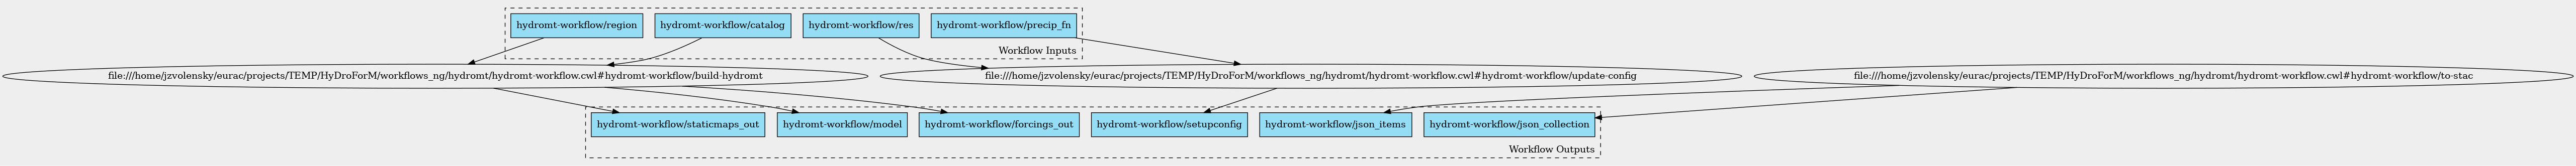 hydromt-workflow/region
hydromt-workflow/catalog
hydromt-workflow/res
hydromt-workflow/precip_fn
Workflow Inputs
file:///home/jzvolensky/eurac/projects/TEMP/HyDroForM/workflows_ng/hydromt/hydromt-workflow.cwl#hydromt-workflow/build-hydromt
file:///home/jzvolensky/eurac/projects/TEMP/HyDroForM/workflows_ng/hydromt/hydromt-workflow.cwl#hydromt-workflow/update-config
file:///home/jzvolensky/eurac/projects/TEMP/HyDroForM/workflows_ng/hydromt/hydromt-workflow.cwl#hydromt-workflow/to-stac
hydromt-workflow/staticmaps_out
hydromt-workflow/model
hydromt-workflow/forcings_out
hydromt-workflow/setupconfig
hydromt-workflow/json_items
hydromt-workflow/json_collection
Workflow Outputs